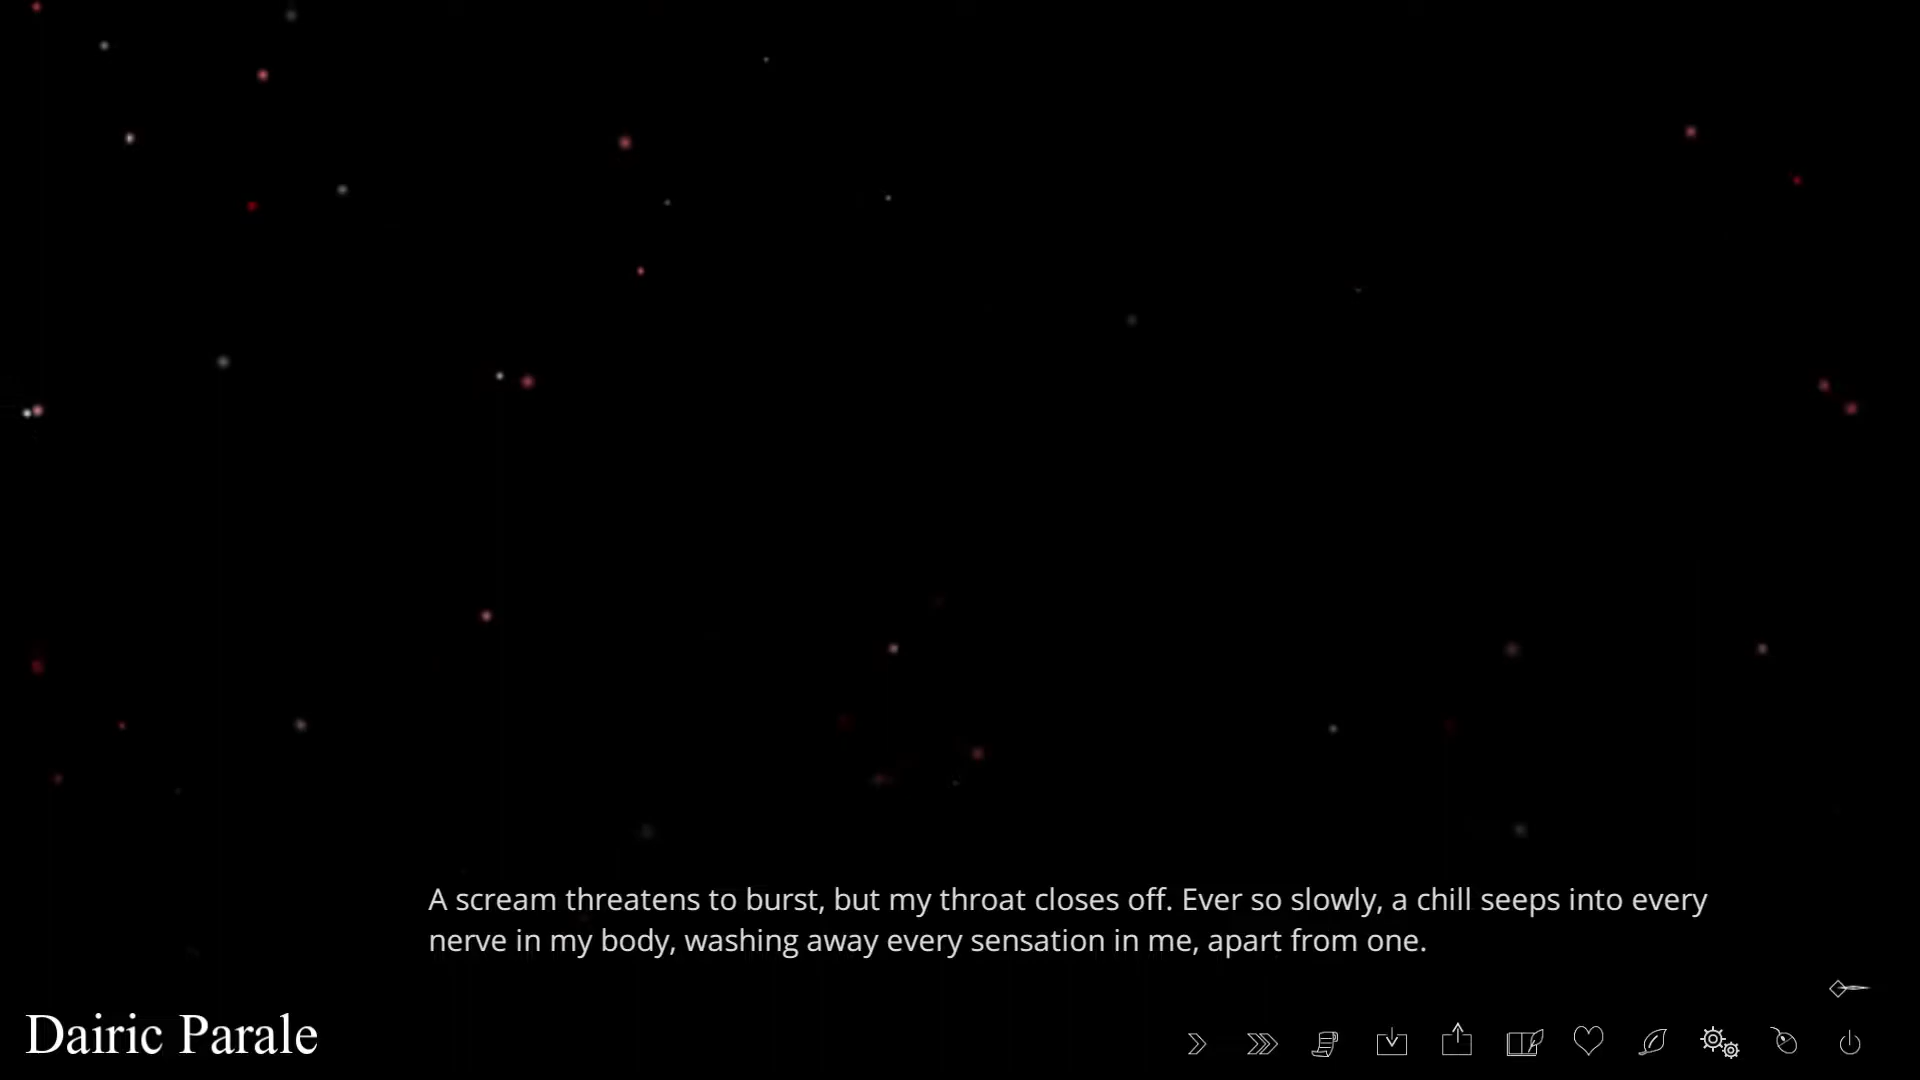 A scream threatens to burst, but my throat closes off. Ever so slowly, a chill seeps into every
nerve in my body, washing away every sensation in me, apart from one.
Dairic Parale